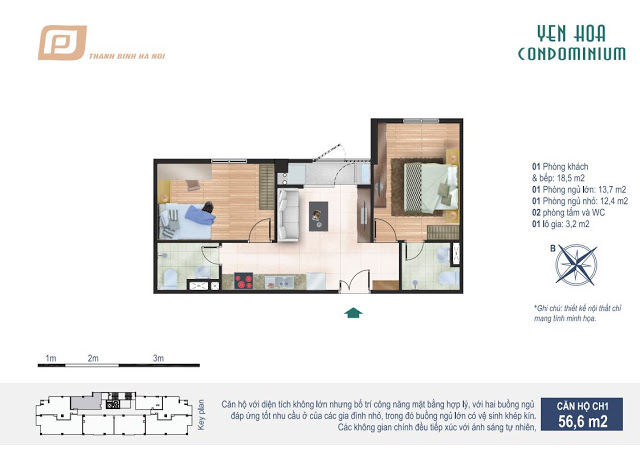 THANH BINH HA NOI
YEN HOA
CONDOMINIUM
01 Phòng khách
& bếp: 18,5 m2
01 Phòng ngủ lớn: 13,7 m2
01 Phòng ngủ nhỏ: 12,4 m2
02 phòng tắm và WC
01 lô gia: 3,2 m2
B
*Ghi chú: thiết kế nội thất chỉ
mang tính minh họa.
1m 2m 3m
Key plan
Căn hộ với diện tích không lớn nhưng bố trí công năng mặt bằng hợp lý, với hai buồng ngủ
đáp ứng tốt nhu cầu ở của các gia đình nhỏ, trong đó buồng ngủ lớn có vệ sinh khép kín.
Các không gian chính đều tiếp xúc với ánh sáng tự nhiên,
CĂN HỘ CH1
56,6 m2